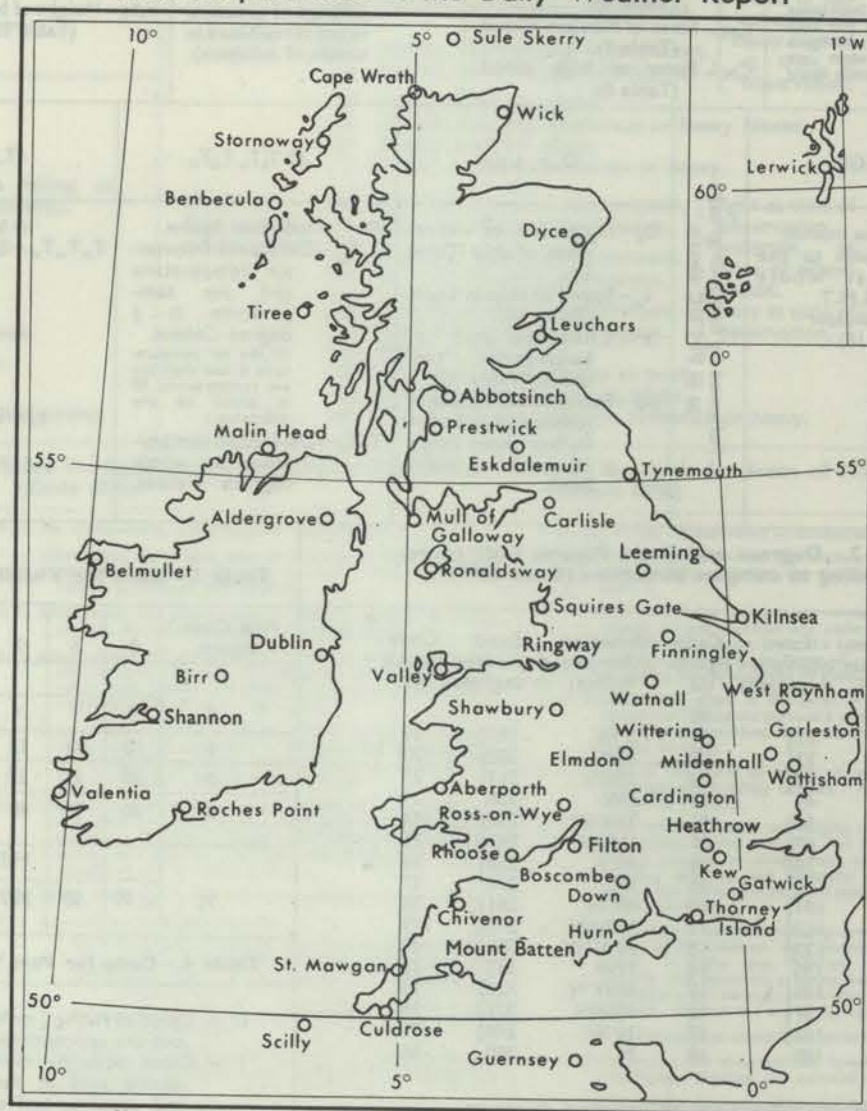 Daily Weather Report
10°
5°
1° W
Sule Skerry
Cape Wrath
Wick
Stornoway
Lerwick
60°
Benbecula
Dyce
Tiree
Leuchars
0°
Abbotsinch
Malin Head
Prestwick
Eskdalemuir
55°
Tynemouth
55°
Aldergrove
Mull of
Galloway
Carlisle
Belmullet
Ronaldsway
Leeming
Squires Gate
Kilnsea
Dublin
Ringway
Finningley
Birr
Valley
Watnall
West Raynham
Shannon
Shawbury
Gorleston
Wittering
Elmdon
Mildenhall
Wattisham
Valentia
Aberporth
Cardington
Roches Point
Ross-on-Wye
Heathrow
Rhoose
Filton
Kew
Boscombe
Down
Gatwick
Chivenor
Thorney
Island
Hurn
St. Mawgan
Mount Batten
50°
50°
Scilly
Culdrose
Guernsey
10°
5°
0°